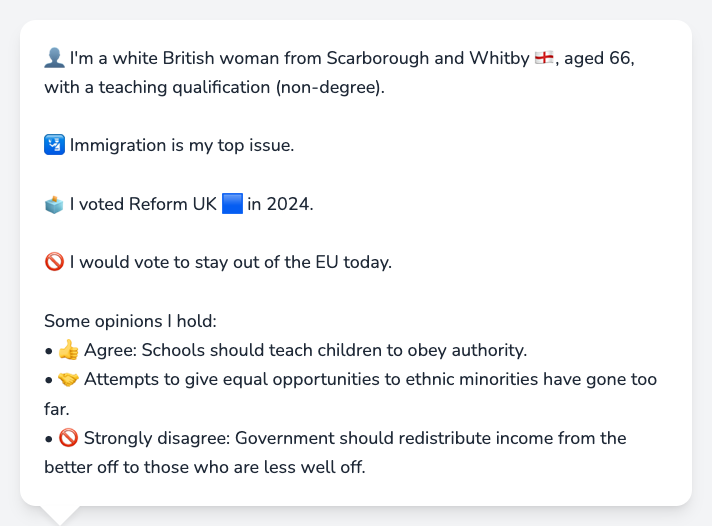 👤 I'm a white British woman from Scarborough and Whitby 🏴󠁧󠁢󠁥󠁮󠁧󠁿, aged 66,
with a teaching qualification (non-degree).
🛂 Immigration is my top issue.
🗳️ I voted Reform UK 🟦 in 2024.
🚫 I would vote to stay out of the EU today.
Some opinions I hold:
• 👍 Agree: Schools should teach children to obey authority.
• 🤝 Attempts to give equal opportunities to ethnic minorities have gone too
far.
• 🚫 Strongly disagree: Government should redistribute income from the
better off to those who are less well off.